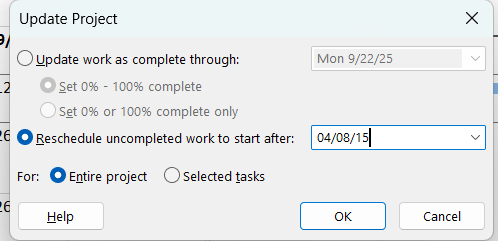 Update Project
Update work as complete through:
Mon 9/22/25
Set 0% - 100% complete
Set 0% or 100% complete only
Reschedule uncompleted work to start after:
04/08/15
For:
Entire project
Selected tasks
Help
OK
Cancel